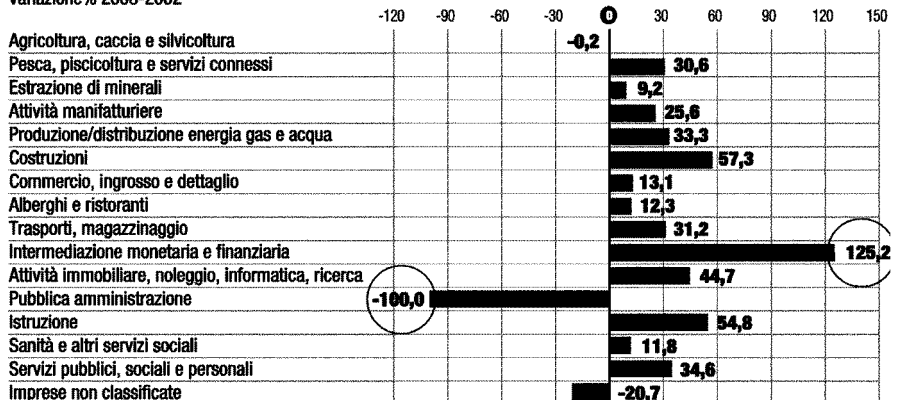 Variazione% 2006-2002
-120 -90 -60 -30 0 30 60 90 120 150
Agricoltura, caccia e silvicoltura -0,2
Pesca, piscicoltura e servizi connessi 30,6
Estrazione di minerali 9,2
Attività manifatturiere 25,6
Produzione/distribuzione energia gas e acqua 33,3
Costruzioni 57,3
Commercio, ingrosso e dettaglio 13,1
Alberghi e ristoranti 12,3
Trasporti, magazzinaggio 31,2
Intermediazione monetaria e finanziaria 125,2
Attività immobiliare, noleggio, informatica, ricerca 44,7
Pubblica amministrazione -100,0
Istruzione 54,8
Sanità e altri servizi sociali 11,8
Servizi pubblici, sociali e personali 34,6
Imprese non classificate -20,7